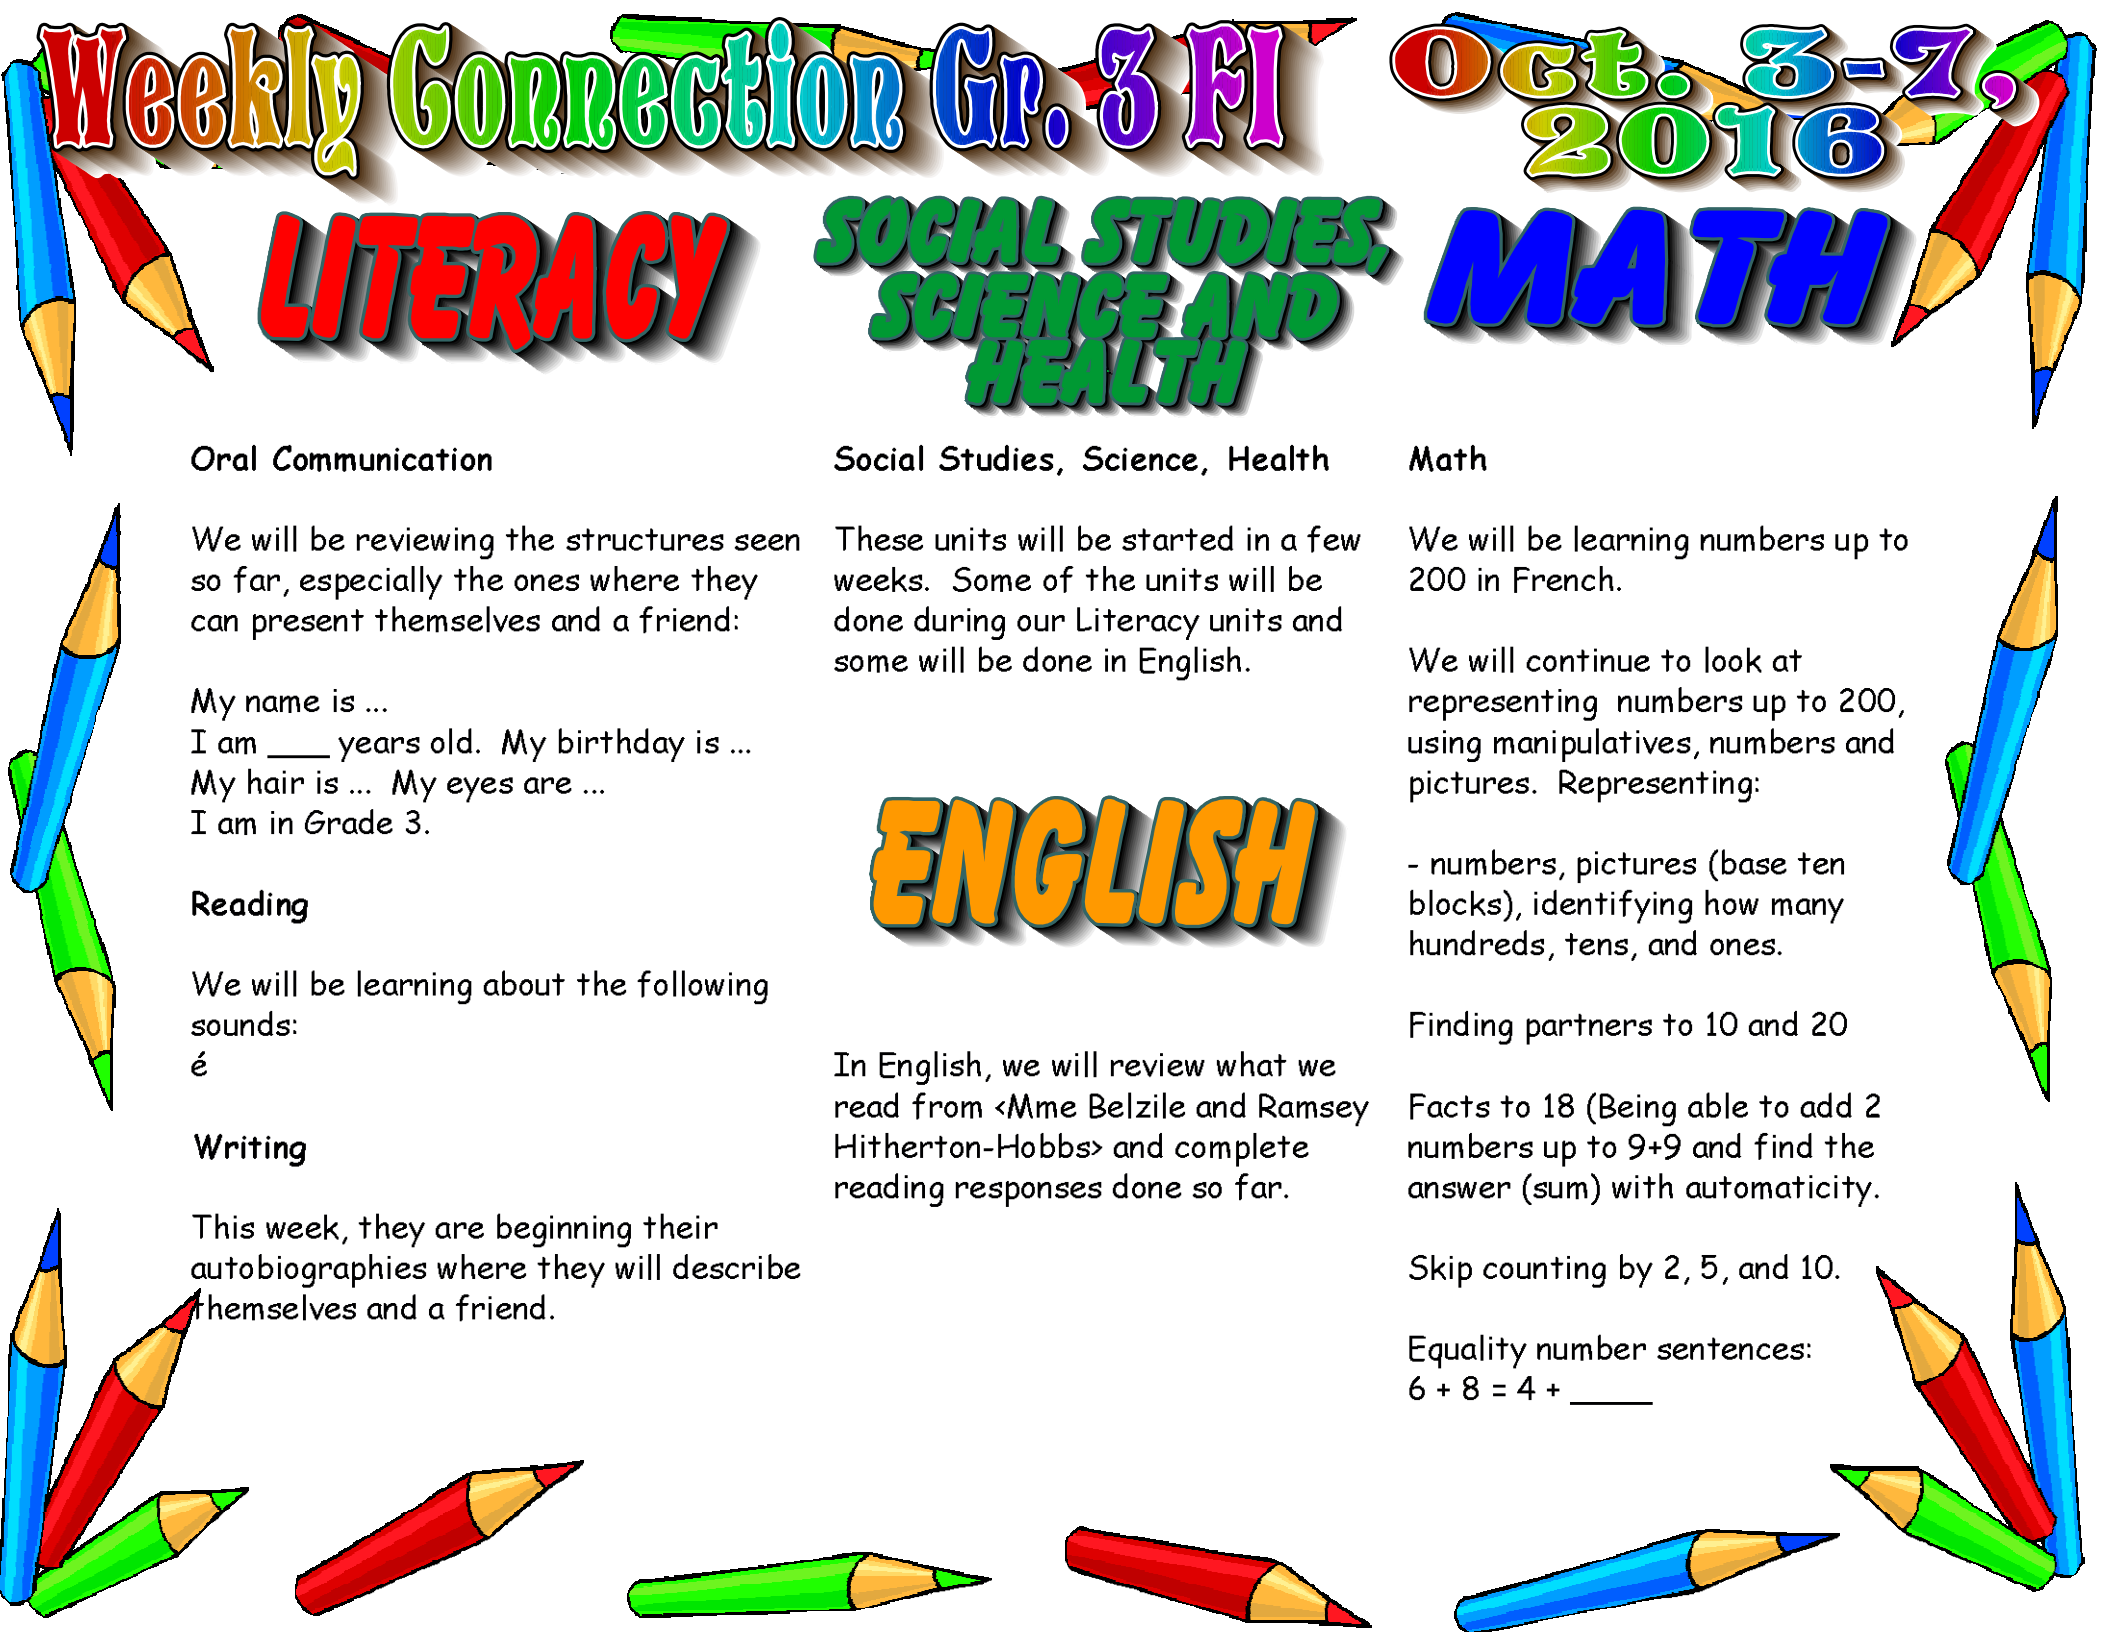 Weekly Connection Gr. 3 FI
Oct. 3-7,
2016
LITERACY
Oral Communication
We will be reviewing the structures seen
so far, especially the ones where they
can present themselves and a friend:
My name is ...
I am ___ years old.  My birthday is ...
My hair is ...  My eyes are ...
I am in Grade 3.
Reading
We will be learning about the following
sounds:
é
Writing
This week, they are beginning their
autobiographies where they will describe
themselves and a friend.
SOCIAL STUDIES,
SCIENCE AND
HEALTH
Social Studies, Science, Health
These units will be started in a few
weeks.  Some of the units will be
done during our Literacy units and
some will be done in English.
ENGLISH
In English, we will review what we
read from <Mme Belzile and Ramsey
Hitherton-Hobbs> and complete
reading responses done so far.
MATH
Math
We will be learning numbers up to
200 in French.
We will continue to look at
representing  numbers up to 200,
using manipulatives, numbers and
pictures.  Representing:
- numbers, pictures (base ten
blocks), identifying how many
hundreds, tens, and ones.
Finding partners to 10 and 20
Facts to 18 (Being able to add 2
numbers up to 9+9 and find the
answer (sum) with automaticity.
Skip counting by 2, 5, and 10.
Equality number sentences:
6 + 8 = 4 + ____